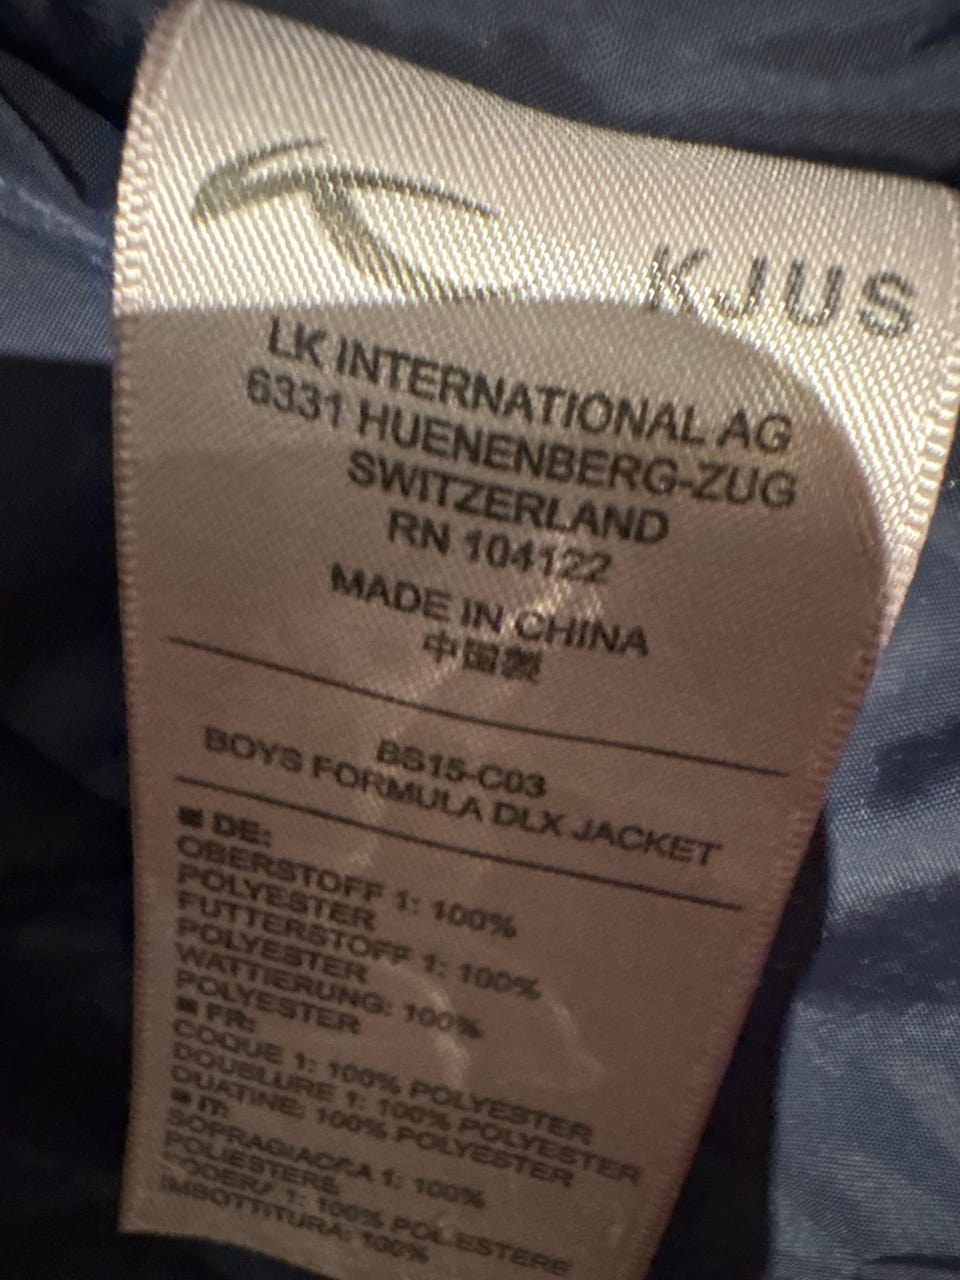 KJUS
LK INTERNATIONAL AG
6331 HUENENBERG-ZUG
SWITZERLAND
RN 104122
MADE IN CHINA
中国製
BS15-C03
BOYS FORMULA DLX JACKET
DE:
OBERSTOFF 1: 100%
POLYESTER
FUTTERSTOFF 1: 100%
POLYESTER
WATTIERUNG: 100%
POLYESTER
FR:
COQUE 1: 100% POLYESTER
DOUBLURE 1: 100% POLYESTER
OUATINE: 100% POLYESTER
IT:
SOPRAGIACCA 1: 100%
POLIESTERE
FODERA 1: 100% POLIESTERE
IMBOTTITURA: 100%